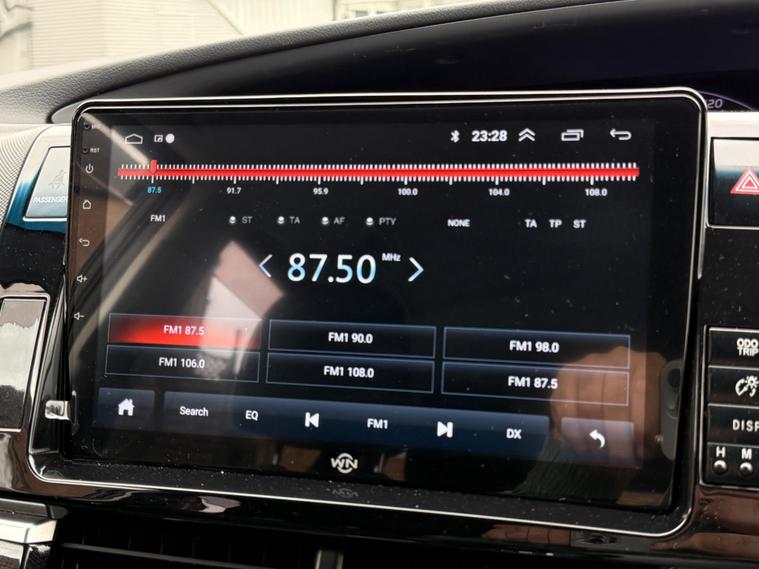 23:28
87.5 91.7 95.9 100.0 104.0 108.0
FM1 ST TA AF PTY NONE TA TP ST
87.50 MHz
FM1 87.5 FM1 90.0 FM1 98.0
FM1 106.0 FM1 108.0 FM1 87.5
Search EQ FM1 DX
WN
RST
PASSENGER
20
ODO
TRIP
DISP
H M